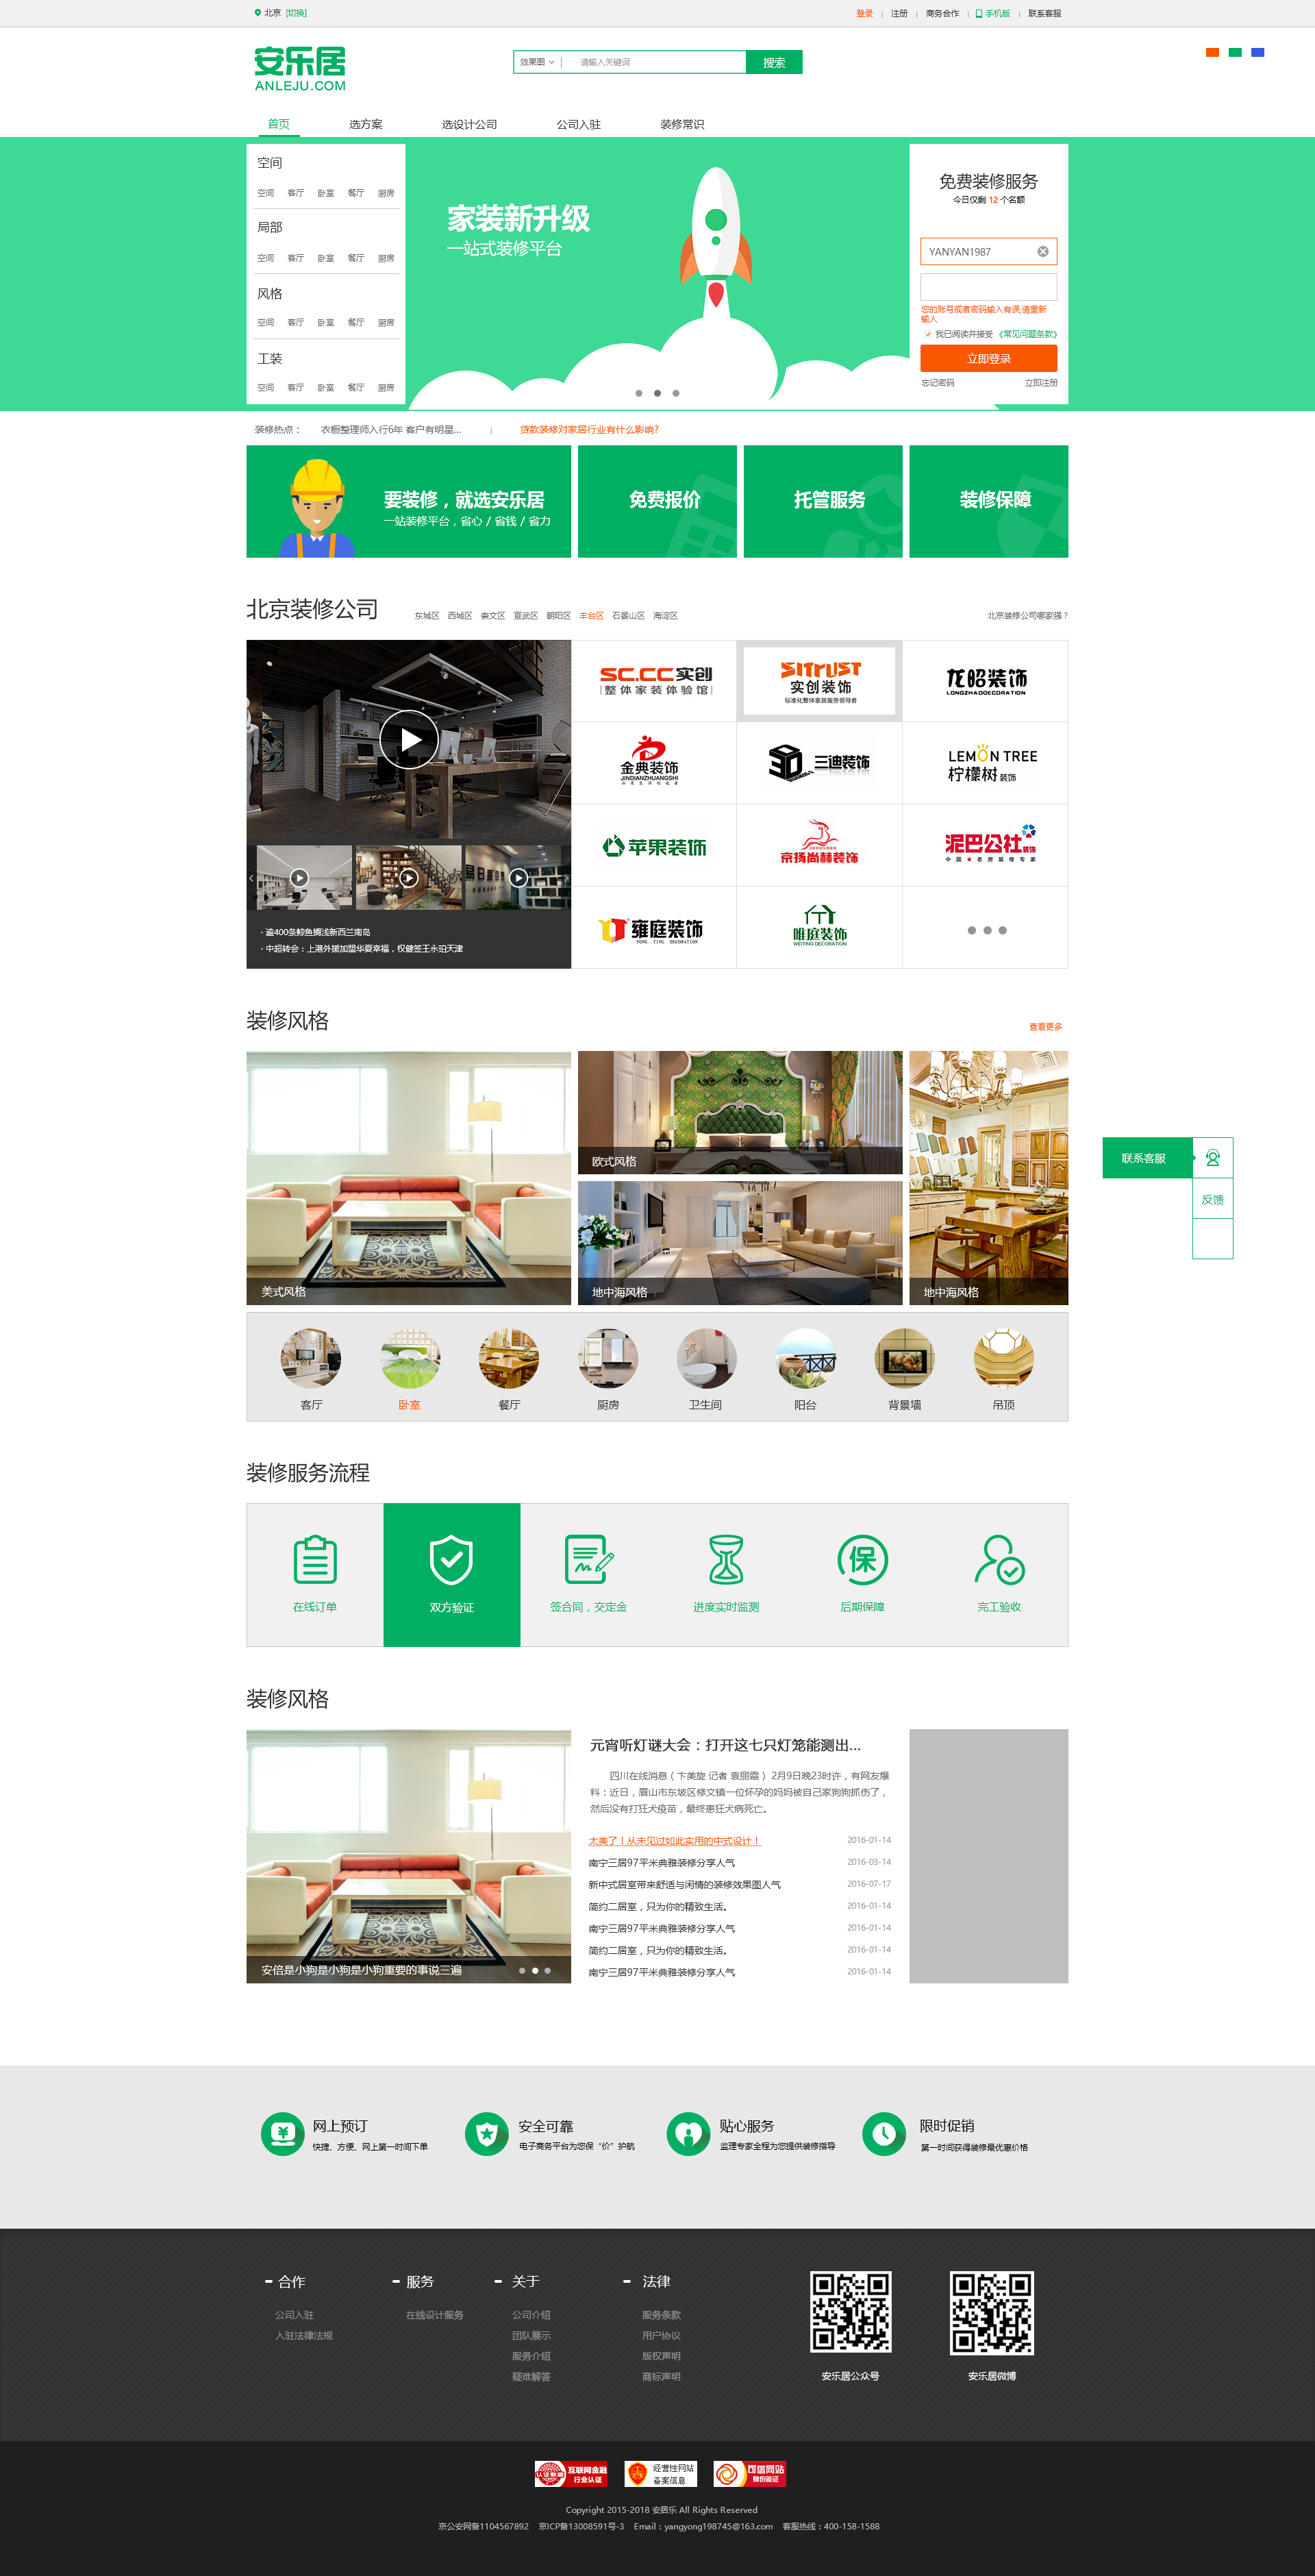 北京 [切换]
登录 | 注册 | 商务合作 | 手机版 | 联系客服
安乐居
ANLEJU.COM
效果图 请输入关键词 搜索
首页 选方案 选设计公司 公司入驻 装修常识
空间
空间 客厅 卧室 餐厅 厨房
局部
空间 客厅 卧室 餐厅 厨房
风格
空间 客厅 卧室 餐厅 厨房
工装
空间 客厅 卧室 餐厅 厨房
家装新升级
一站式装修平台
免费装修服务
今日仅剩 12 个名额
YANYAN1987
您的账号或者密码输入有误,请重新
输入
我已阅读并接受 《常见问题条款》
立即登录
忘记密码 立即注册
装修热点： 衣橱整理师入行6年 客户有明星... | 贷款装修对家居行业有什么影响?
要装修，就选安乐居
一站装修平台，省心 / 省钱 / 省力
免费报价
托管服务
装修保障
北京装修公司
东城区 西城区 崇文区 宣武区 朝阳区 丰台区 石景山区 海淀区
北京装修公司哪家强？
SC.CC 实创
整体家装体验馆
SITRUST
实创装饰
标准化整体家居服务领导者
龙昭装饰
LONGZHAODECORATION
金典装饰
JINDIANZHUANGSHI
3D 三迪装饰
LEMON TREE
柠檬树装饰
苹果装饰
京扬尚赫装饰
泥巴公社装饰
中国★老房装修专家
雍庭装饰
YONG TING DECORATION
唯庭装饰
WEITING DECORATION
· 逾400条鲸鱼搁浅新西兰南岛
· 中超转会：上港外援加盟华夏幸福，权健签王永珀天津
装修风格
查看更多
美式风格
欧式风格
地中海风格
地中海风格
客厅 卧室 餐厅 厨房 卫生间 阳台 背景墙 吊顶
装修服务流程
保
在线订单 双方验证 签合同，交定金 进度实时监测 后期保障 完工验收
装修风格
安倍是小狗是小狗是小狗重要的事说三遍
元宵听灯谜大会：打开这七只灯笼能测出...
四川在线消息（卞美旋 记者 袁丽霞） 2月9日晚23时许，有网友爆
料：近日，眉山市东坡区修文镇一位怀孕的妈妈被自己家狗狗抓伤了，
然后没有打狂犬疫苗，最终患狂犬病死亡。
太美了！从未见过如此实用的中式设计！ 2016-01-14
南宁三居97平米典雅装修分享人气 2016-03-14
新中式居室带来舒适与闲情的装修效果图人气 2016-07-17
简约二居室，只为你的精致生活。 2016-01-14
南宁三居97平米典雅装修分享人气 2016-01-14
简约二居室，只为你的精致生活。 2016-01-14
南宁三居97平米典雅装修分享人气 2016-01-14
联系客服
反馈
网上预订
快捷、方便、网上第一时间下单
安全可靠
电子商务平台为您保“价”护航
贴心服务
监理专家全程为您提供装修指导
限时促销
第一时间获得装修最优惠价格
合作
公司入驻
入驻法律法规
服务
在线设计服务
关于
公司介绍
团队展示
服务介绍
疑难解答
法律
服务条款
用户协议
版权声明
商标声明
安乐居公众号
安乐居微博
互联网金融
行业认证
经营性网站
备案信息
可信网站
身份验证
Copyright 2015-2018 安居乐 All Rights Reserved
京公安网备1104567892 京ICP备13008591号-3 Email：yangyong198745@163.com 客服热线：400-158-1588